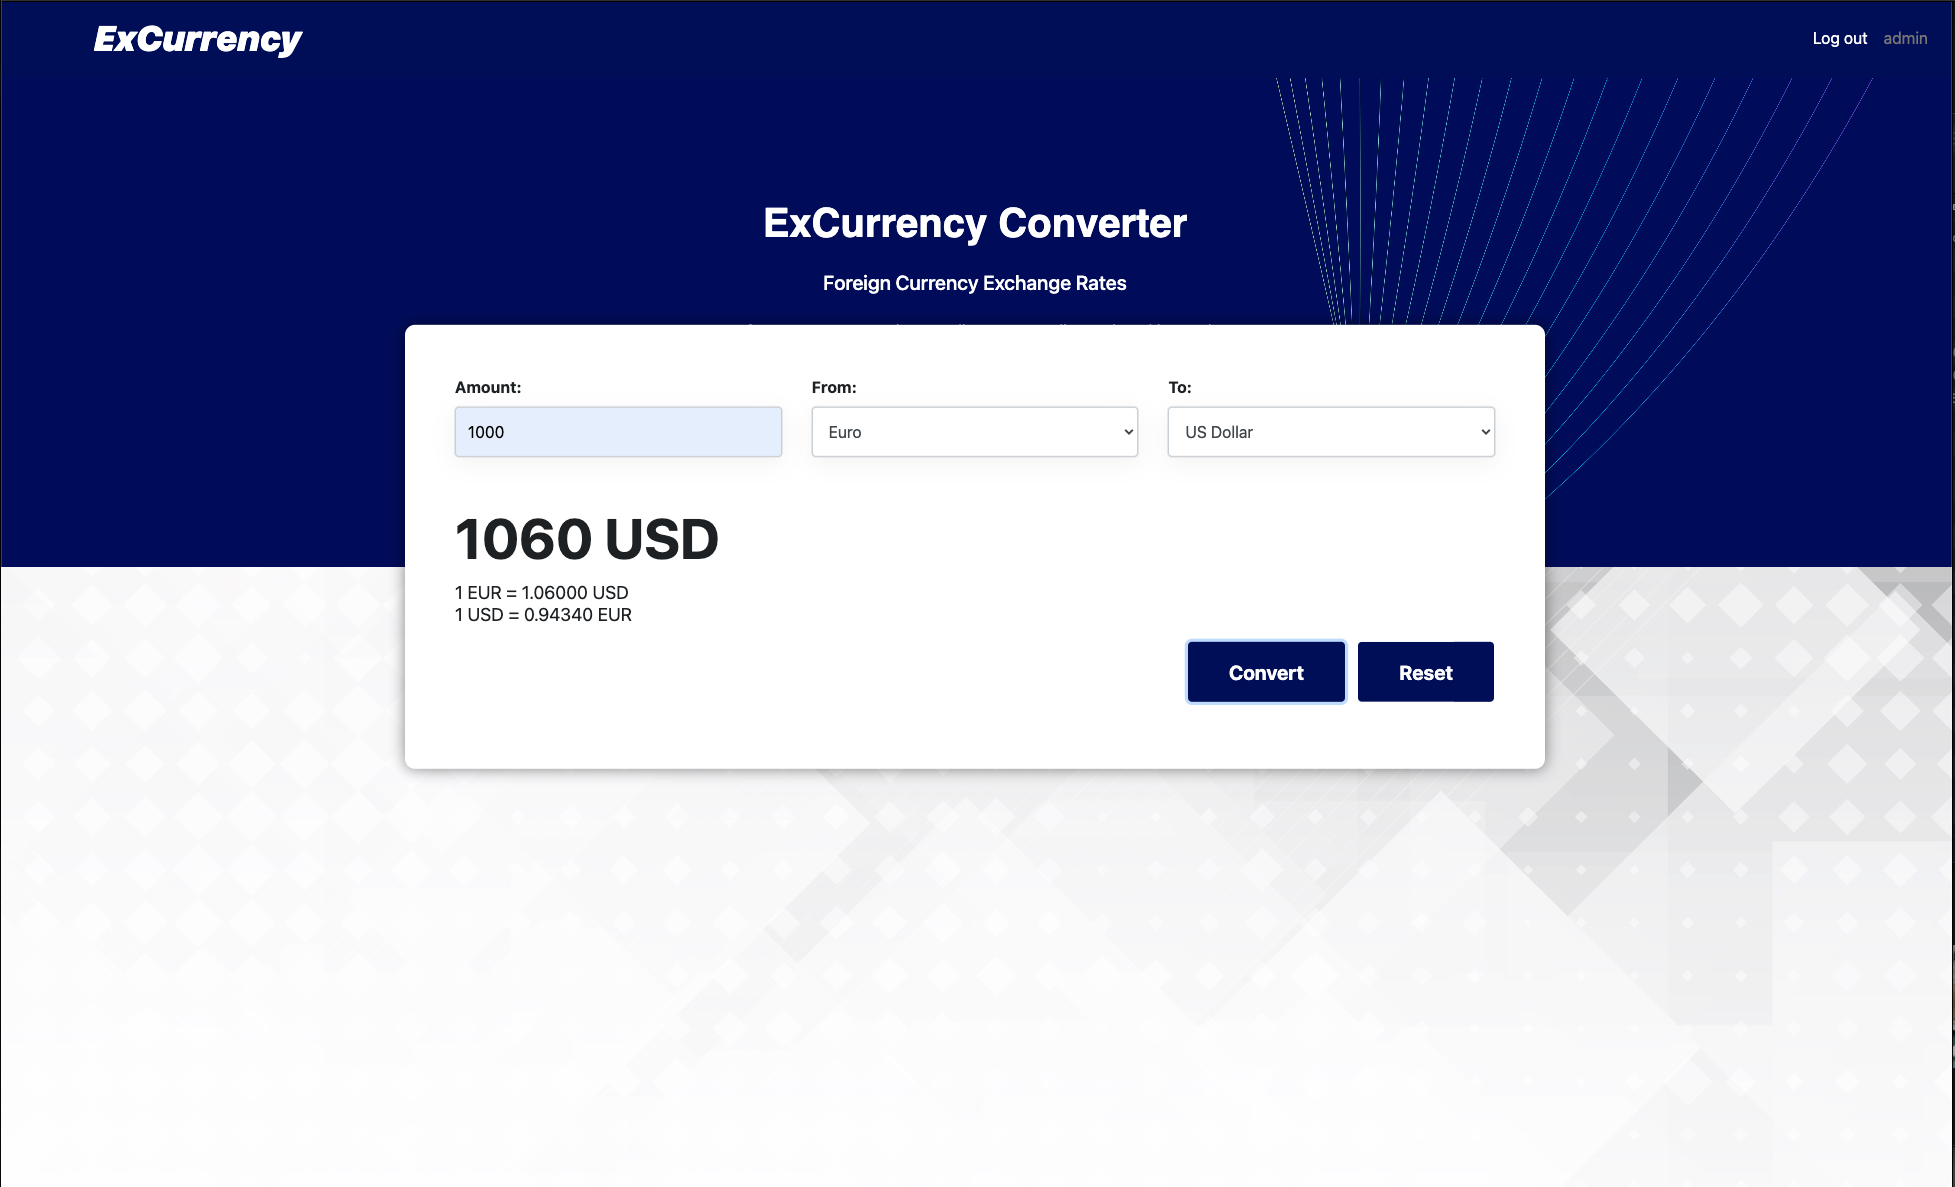 ExCurrency
Log out admin
ExCurrency Converter
Foreign Currency Exchange Rates
Amount: From: To:
1000 Euro US Dollar
1060 USD
1 EUR = 1.06000 USD
1 USD = 0.94340 EUR
Convert Reset